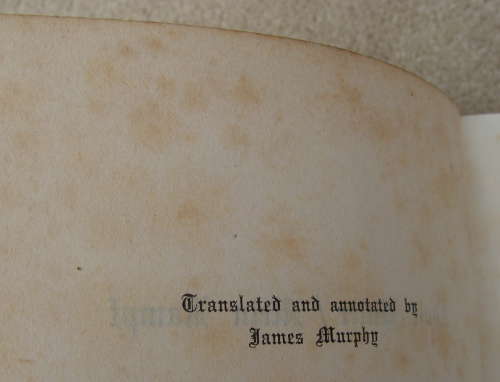 Translated and annotated by
James Murphy